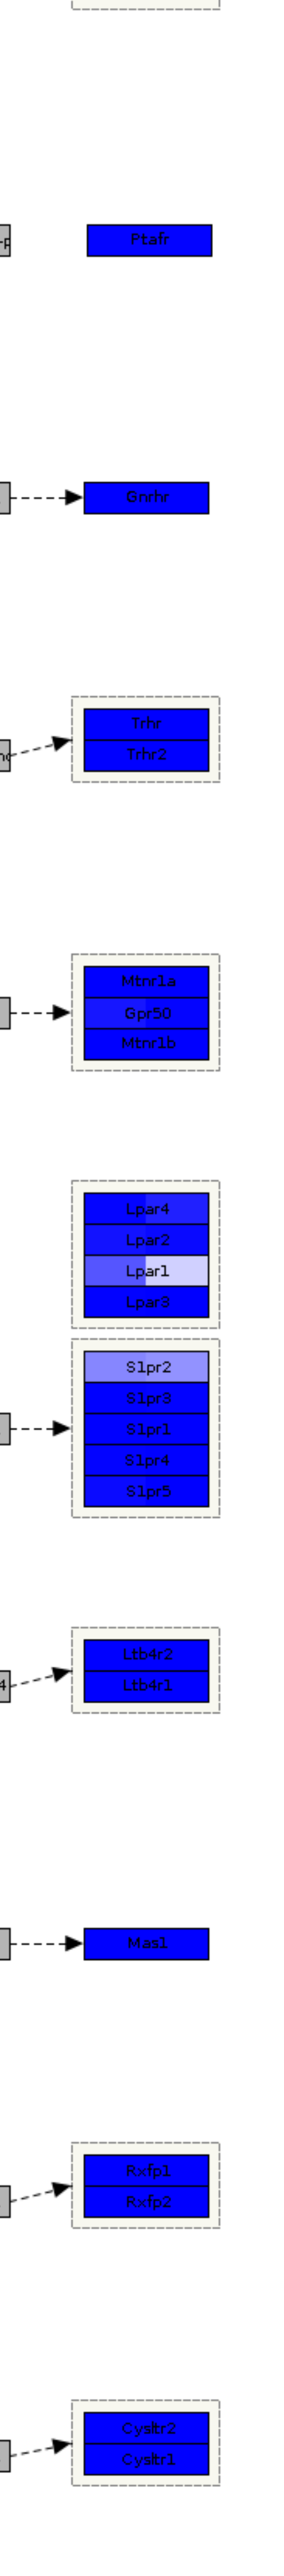 Ptafr
Gnrhr
Trhr
Trhr2
Mtnr1a
Gpr50
Mtnr1b
Lpar4
Lpar2
Lpar1
Lpar3
S1pr2
S1pr3
S1pr1
S1pr4
S1pr5
Ltb4r2
4
Ltb4r1
Mas1
Rxfp1
Rxfp2
Cysltr2
Cysltr1